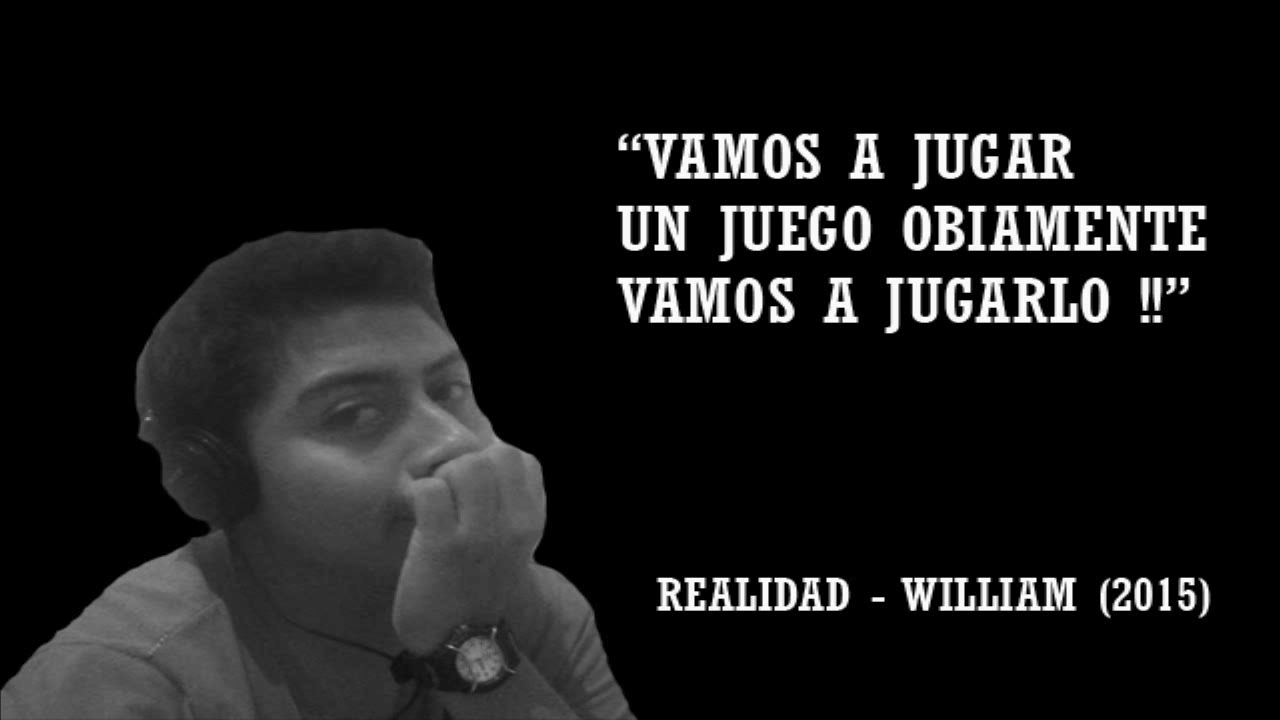 “VAMOS A JUGAR
UN JUEGO OBIAMENTE
VAMOS A JUGARLO !!”
REALIDAD - WILLIAM (2015)